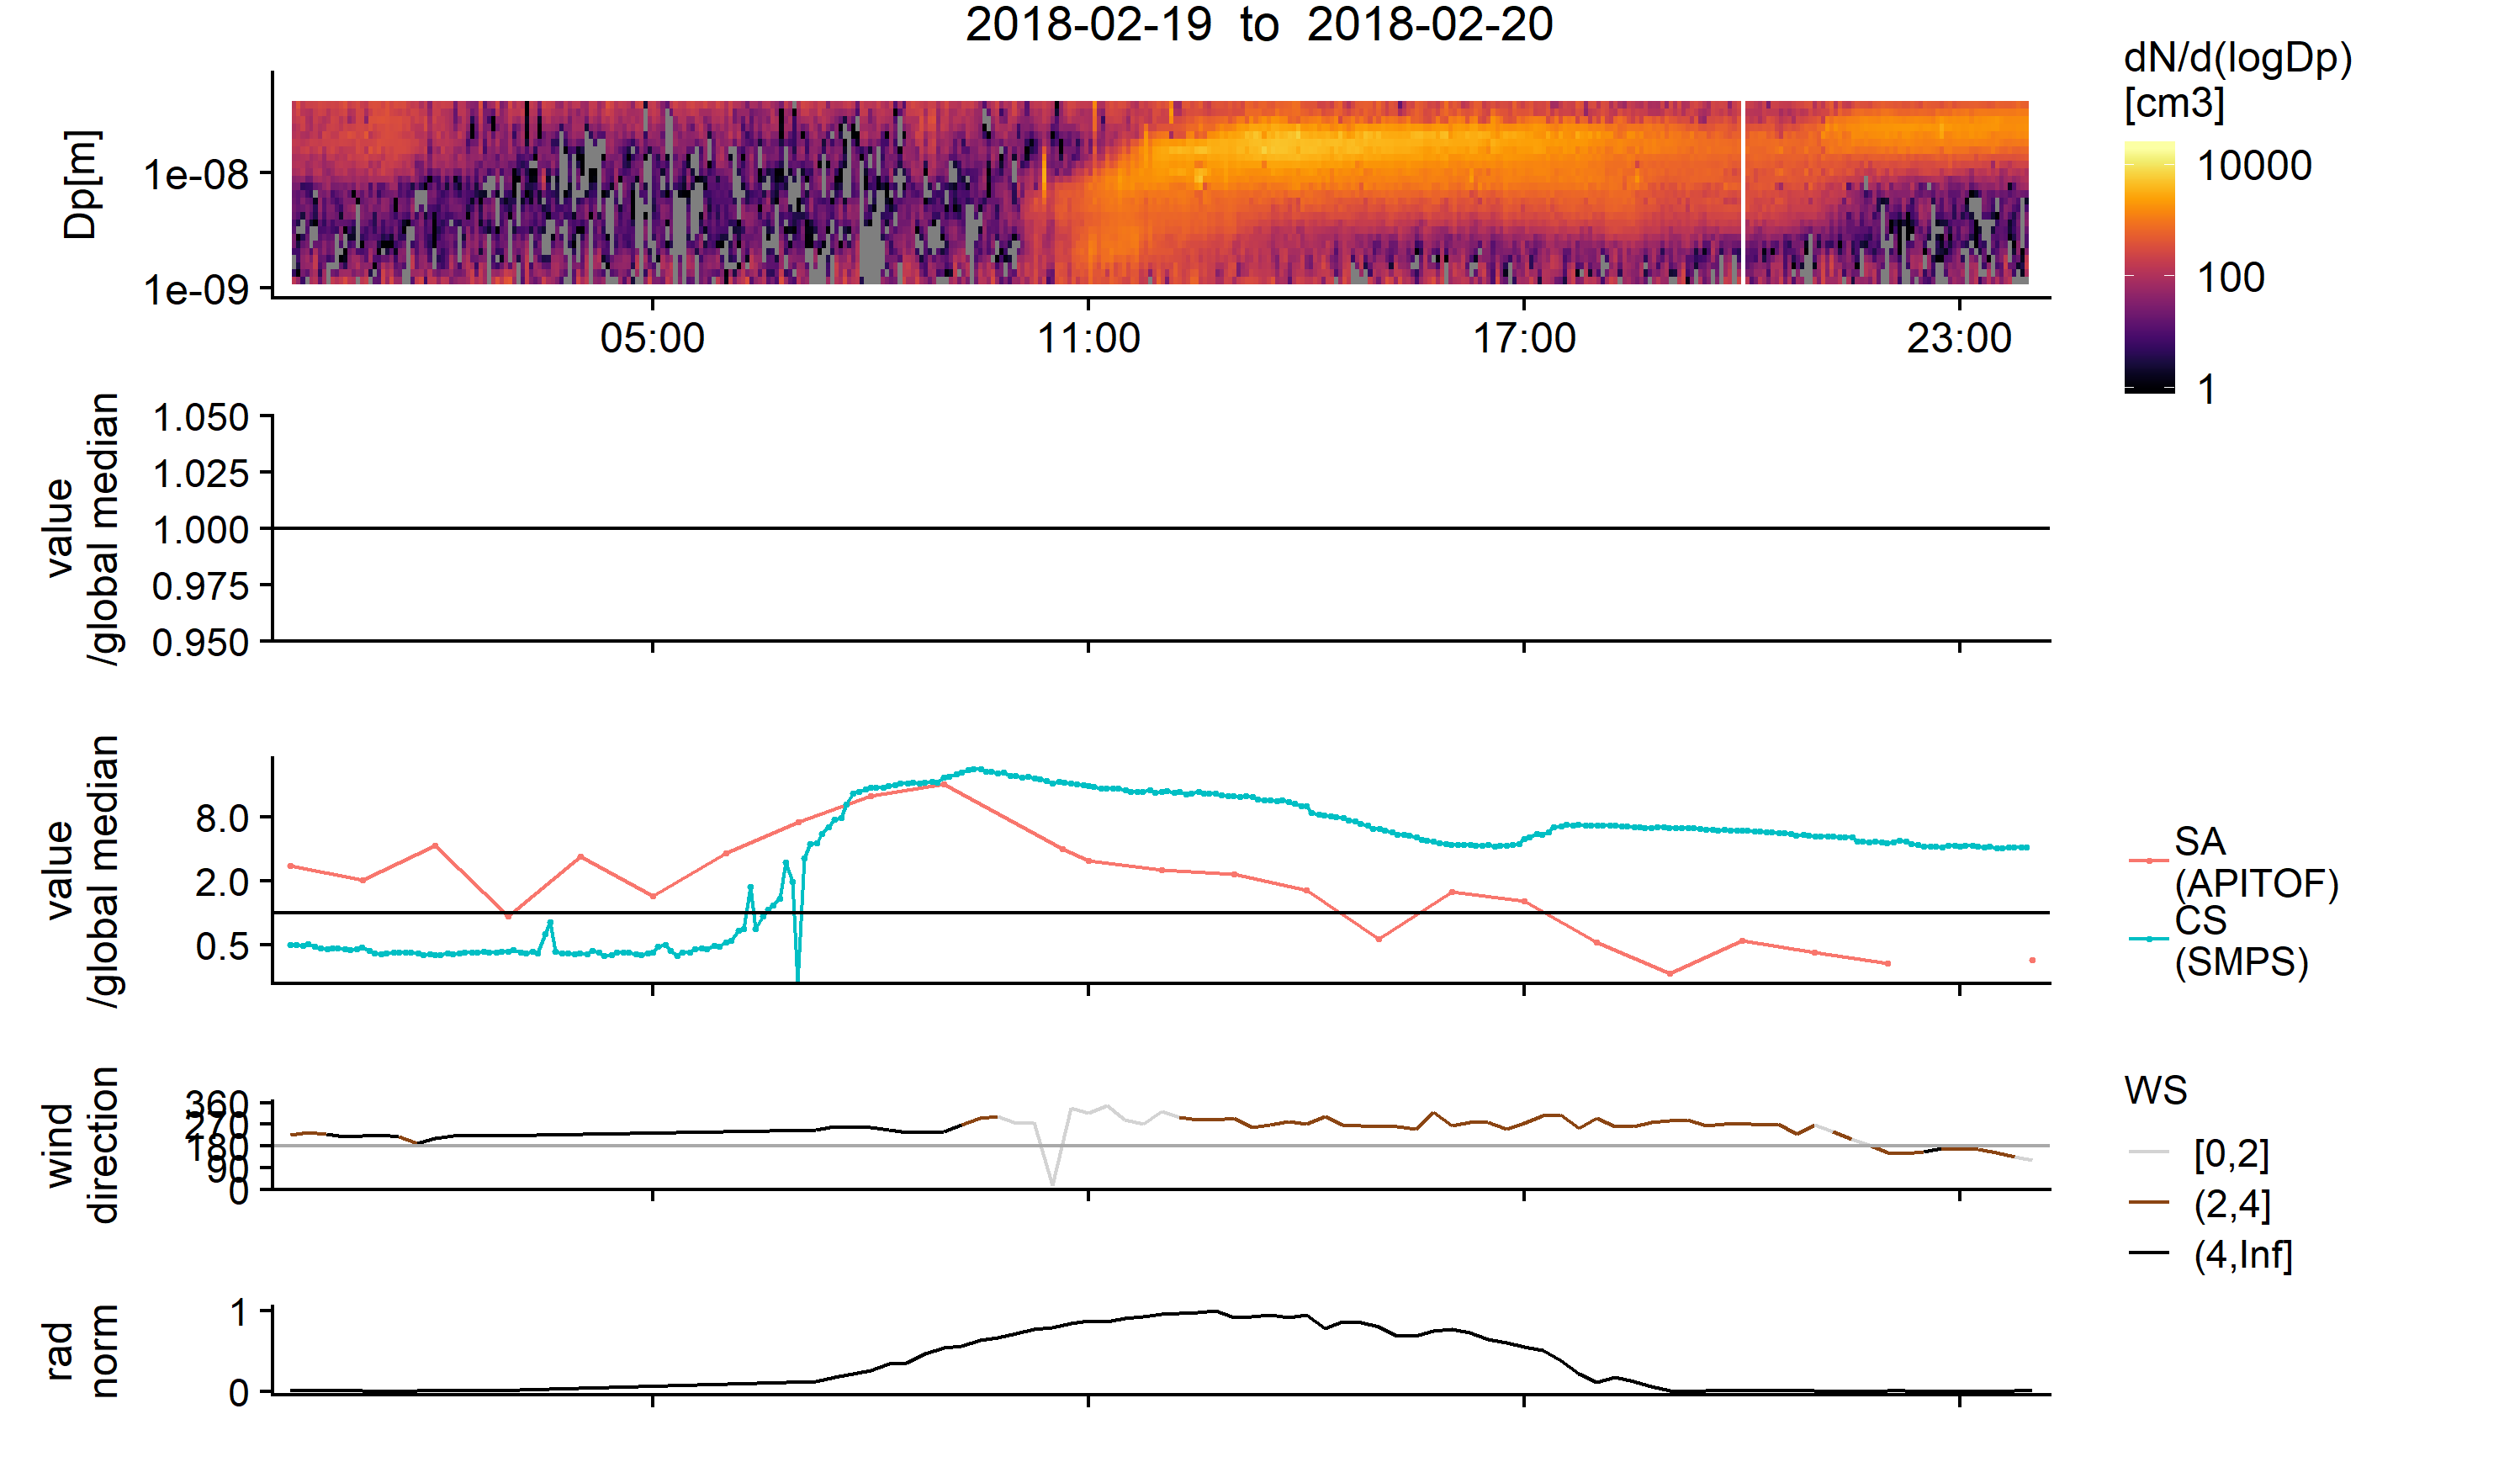 2018-02-19 to 2018-02-20
Dp[m]
1e-08
1e-09
05:00
11:00
17:00
23:00
dN/d(logDp)
[cm3]
10000
100
1
value
/global median
1.050
1.025
1.000
0.975
0.950
value
/global median
8.0
2.0
0.5
SA
(APITOF)
CS
(SMPS)
wind
direction
360
270
180
90
0
WS
[0,2]
(2,4]
(4,Inf]
rad
norm
1
0